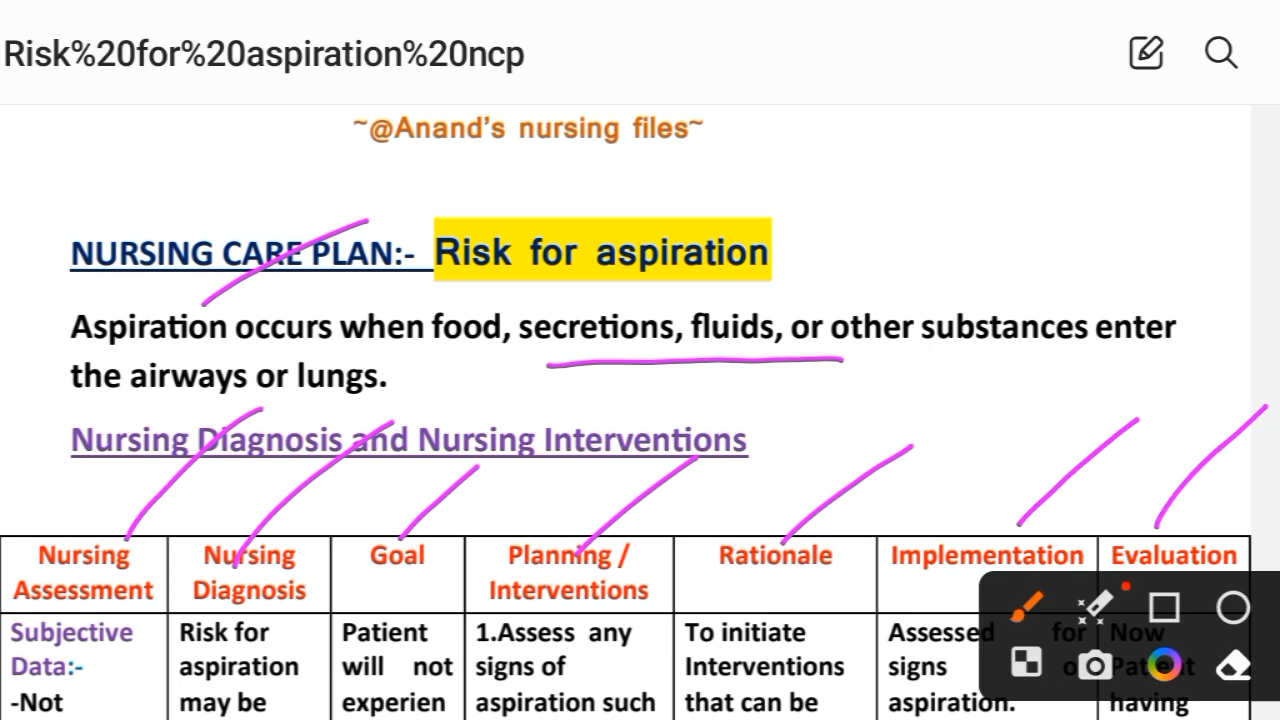 Risk%20for%20aspiration%20ncp
~@Anand's nursing files~
NURSING CARE PLAN:- Risk for aspiration
Aspiration occurs when food, secretions, fluids, or other substances enter
the airways or lungs.
Nursing Diagnosis and Nursing Interventions
Nursing
Assessment
Nursing
Diagnosis
Goal
Planning /
Interventions
Rationale
Implementation
Evaluation
Subjective
Data:-
-Not
Risk for
aspiration
may be
Patient
will not
experien
1.Assess any
signs of
aspiration such
To initiate
Interventions
that can be
Assessed for
signs of
aspiration.
Now
Patient
having